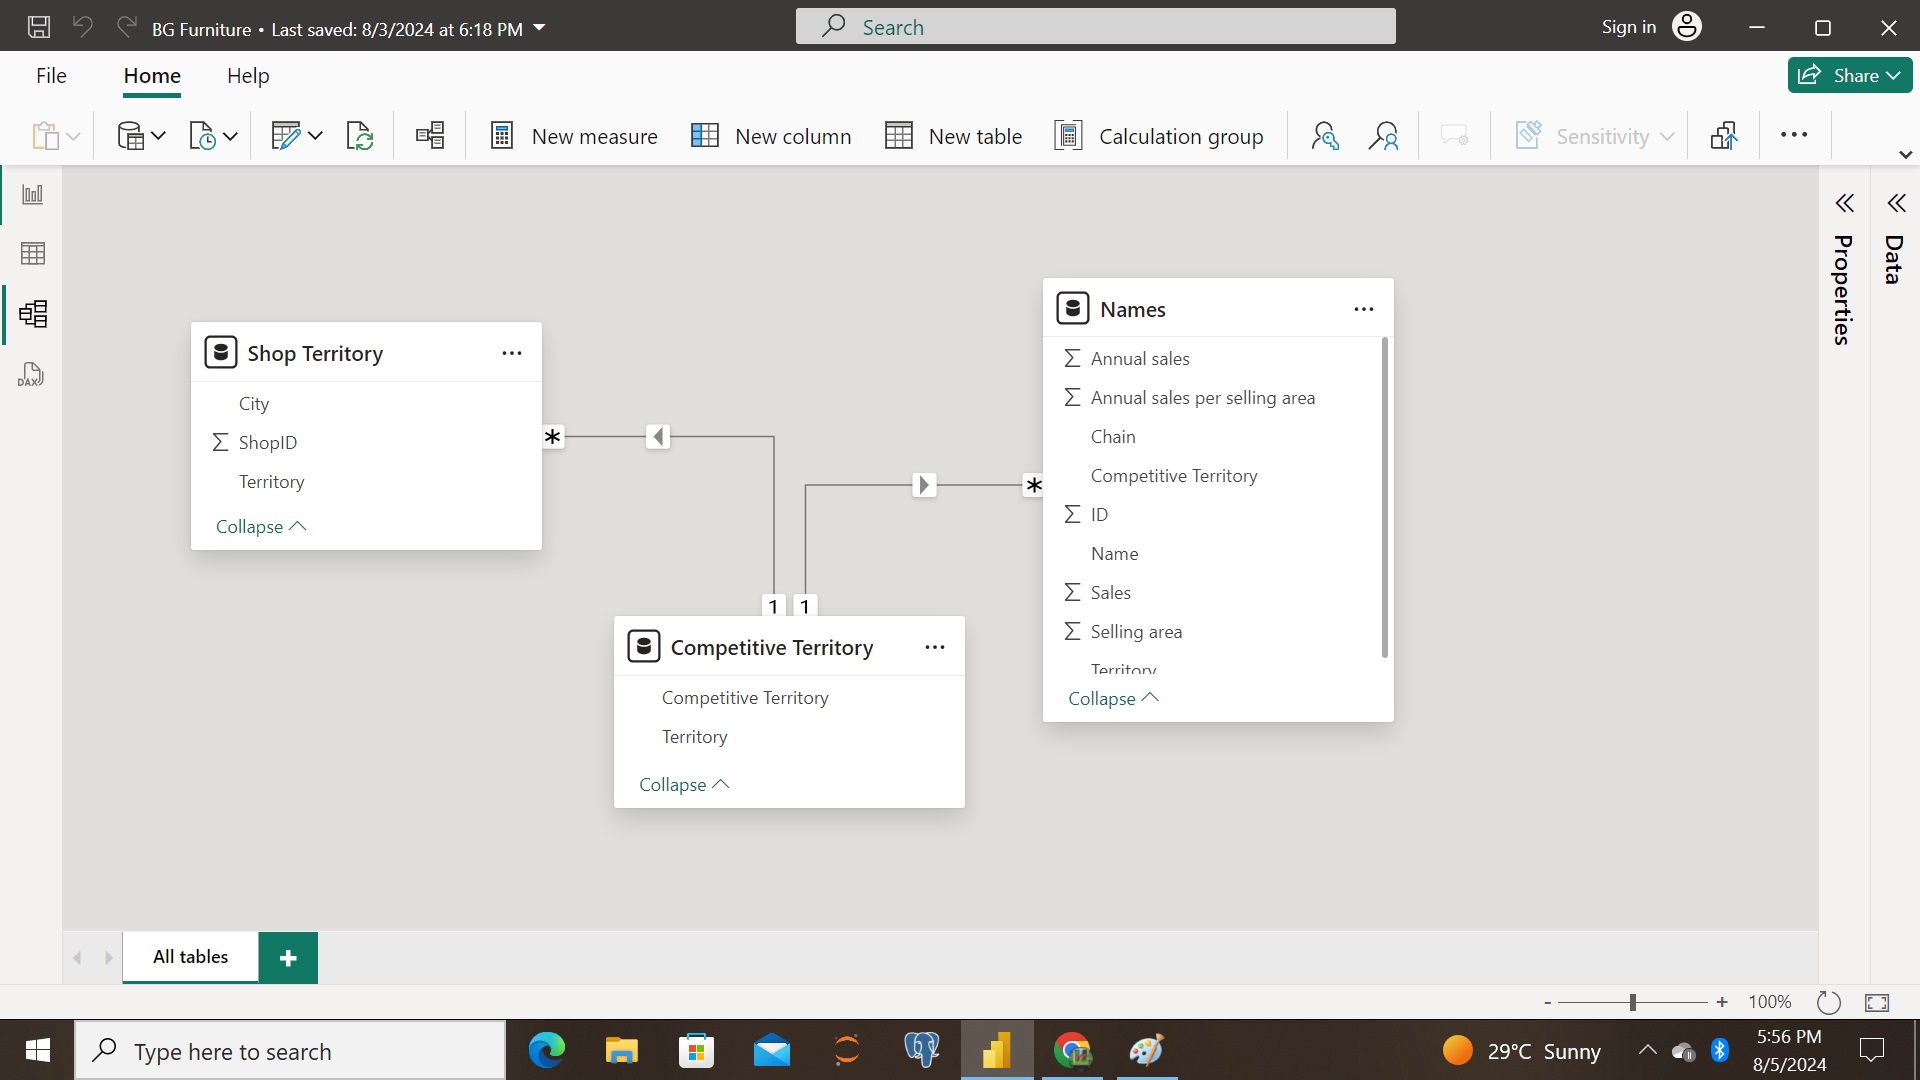 BG Furniture • Last saved: 8/3/2024 at 6:18 PM
Search
Sign in
File
Home
Help
Share
New measure
New column
New table
Calculation group
Sensitivity
DAX
Properties
Data
Shop Territory
City
ShopID
Territory
Collapse
Names
Annual sales
Annual sales per selling area
Chain
Competitive Territory
ID
Name
Sales
Selling area
Territory
Collapse
*
*
1
1
Competitive Territory
Competitive Territory
Territory
Collapse
All tables
+
- + 100%
Type here to search
29°C Sunny
5:56 PM
8/5/2024